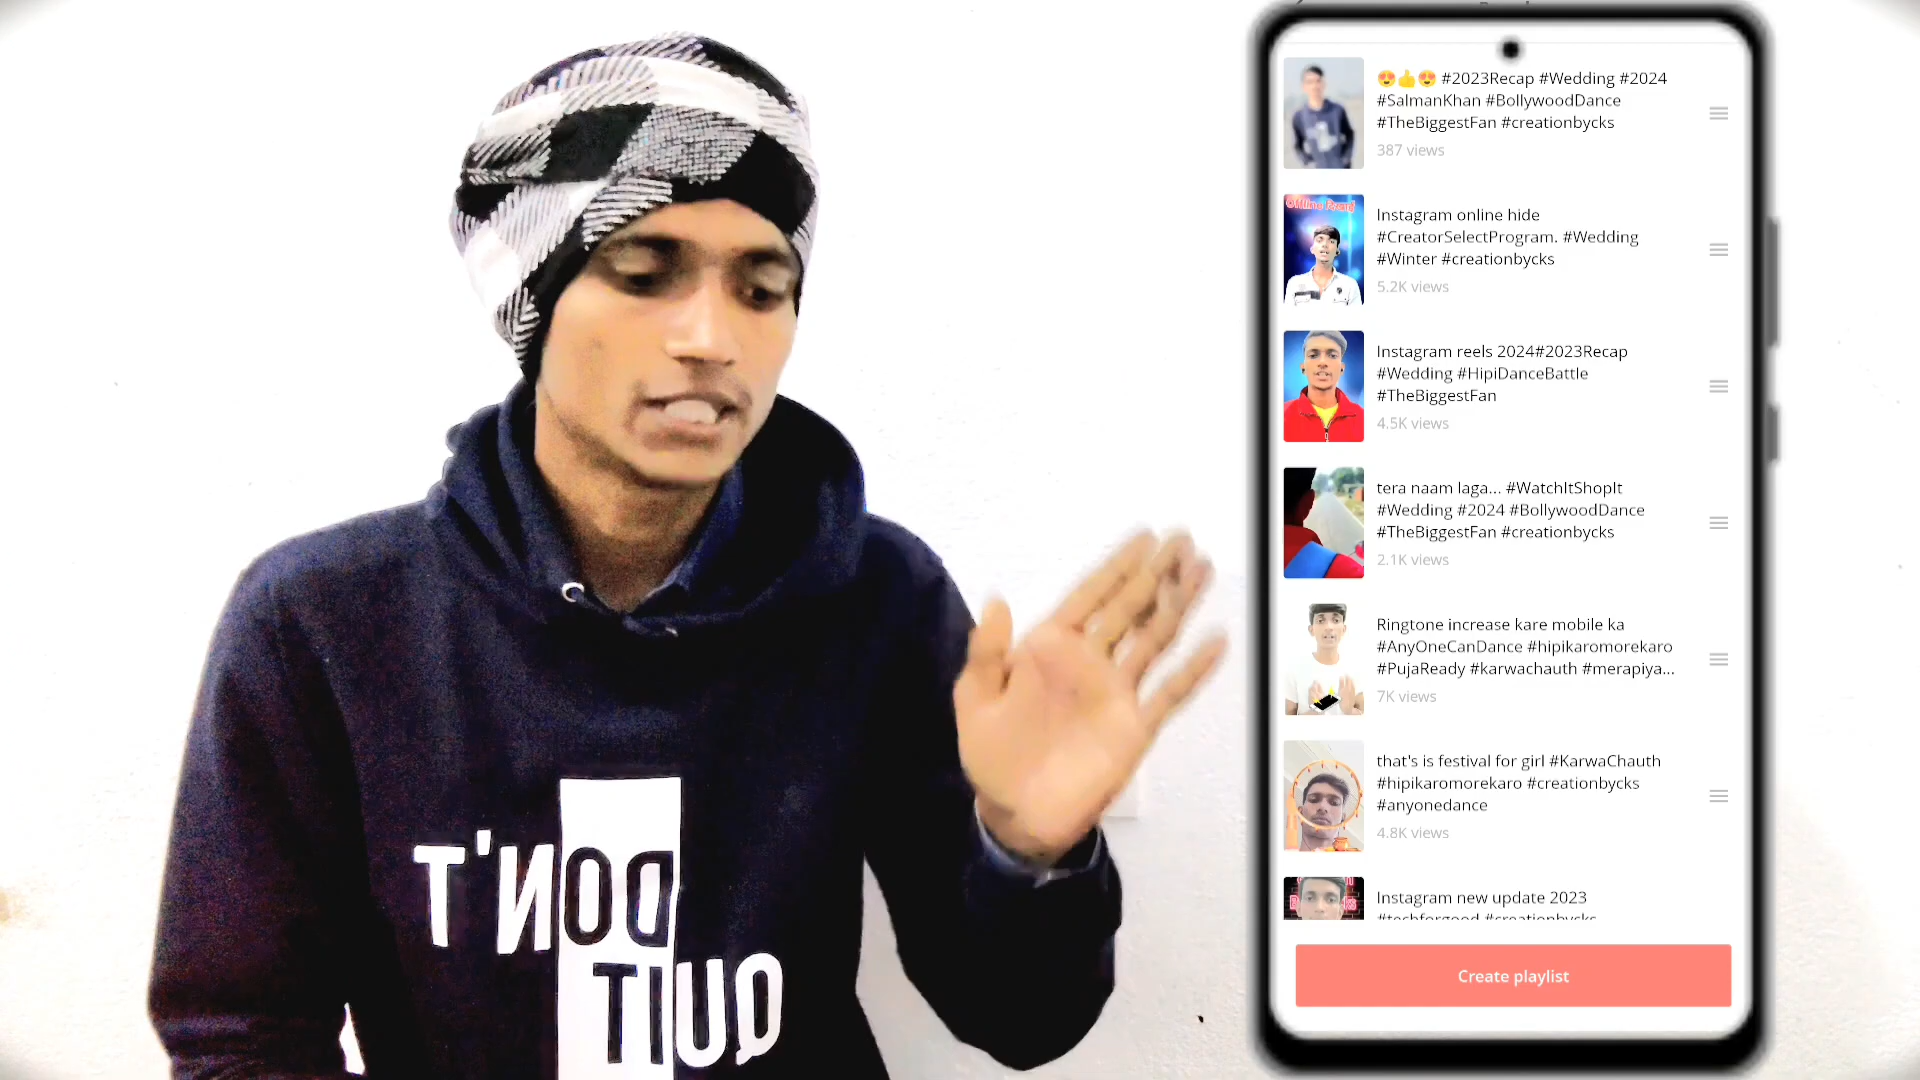 DON'T
QUIT
😍👍😍 #2023Recap #Wedding #2024
#SalmanKhan #BollywoodDance
#TheBiggestFan #creationbycks
387 views
Offline
Instagram online hide
#CreatorSelectProgram. #Wedding
#Winter #creationbycks
5.2K views
Instagram reels 2024#2023Recap
#Wedding #HipiDanceBattle
#TheBiggestFan
4.5K views
tera naam laga... #WatchItShopIt
#Wedding #2024 #BollywoodDance
#TheBiggestFan #creationbycks
2.1K views
Ringtone increase kare mobile ka
#AnyOneCanDance #hipikaromorekaro
#PujaReady #karwachauth #merapiya...
7K views
that's is festival for girl #KarwaChauth
#hipikaromorekaro #creationbycks
#anyonedance
4.8K views
Instagram new update 2023
#techforgood #creationbycks
Create playlist